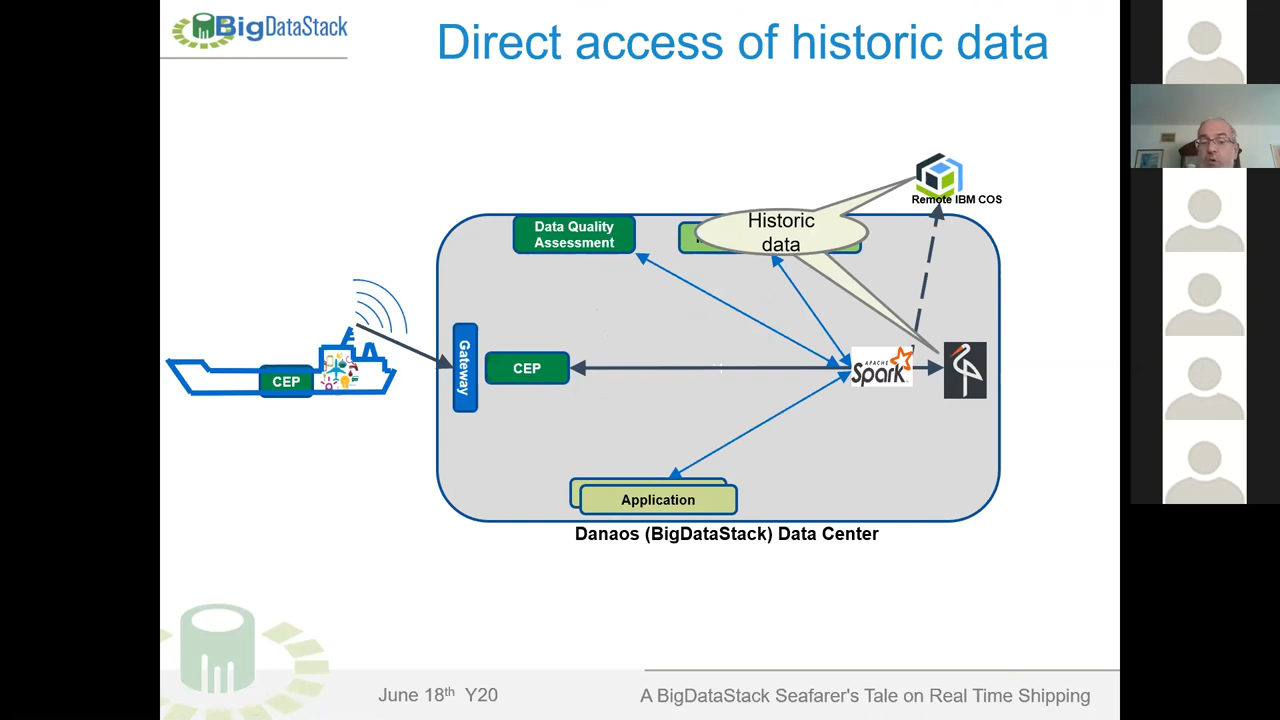 BigDataStack
Direct access of historic data
Remote IBM COS
Data Quality
Assessment
Historic
data
Gateway
CEP
CEP
APACHE
Spark
Application
Danaos (BigDataStack) Data Center
June 18th Y20
A BigDataStack Seafarer's Tale on Real Time Shipping